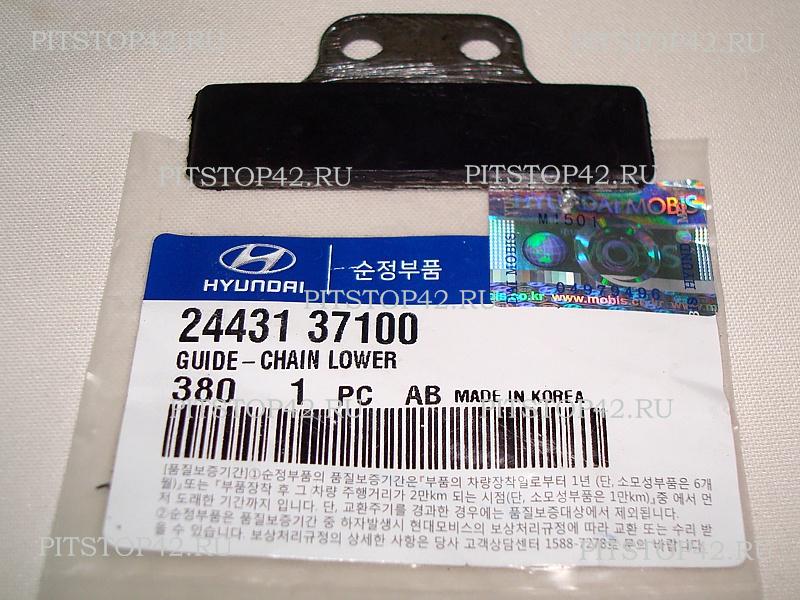 PITSTOP42.RU PITSTOP42.RU
PITSTOP42.RU PITSTOP42.RU
HYUNDAI MOBIS
M1501
HYUNDAI 순정부품
04979496
www.mobis.co.kr
PITSTOP42.RU
24431 37100
GUIDE-CHAIN LOWER
380 1 PC AB MADE IN KOREA
PITSTOP42.RU PITSTOP42.RU
[품질보증기간]①순정부품의 품질보증기간은「부품의 차량장착일로부터 1년 (단, 소모성부품은 6개
월)」또는 「부품장착 후 그 차량 주행거리가 2만km 되는 시점(단, 소모성부품은 1만km)」중 에서 먼
저 도래한 기간까지 입니다. 단, 교환주기를 경과한 경우에는 품질보증대상에서 제외됩니다.
②순정부품은 품질보증기간 중 하자발생시 현대모비스의 보상처리규정에 따라 교환 또는 수리 받
을 수 있습니다. 보상처리규정의 상세한 사항은 당사 고객상담센터 1588-7278로 문의 바랍니다.
PITSTOP42.RU PITSTOP42.RU